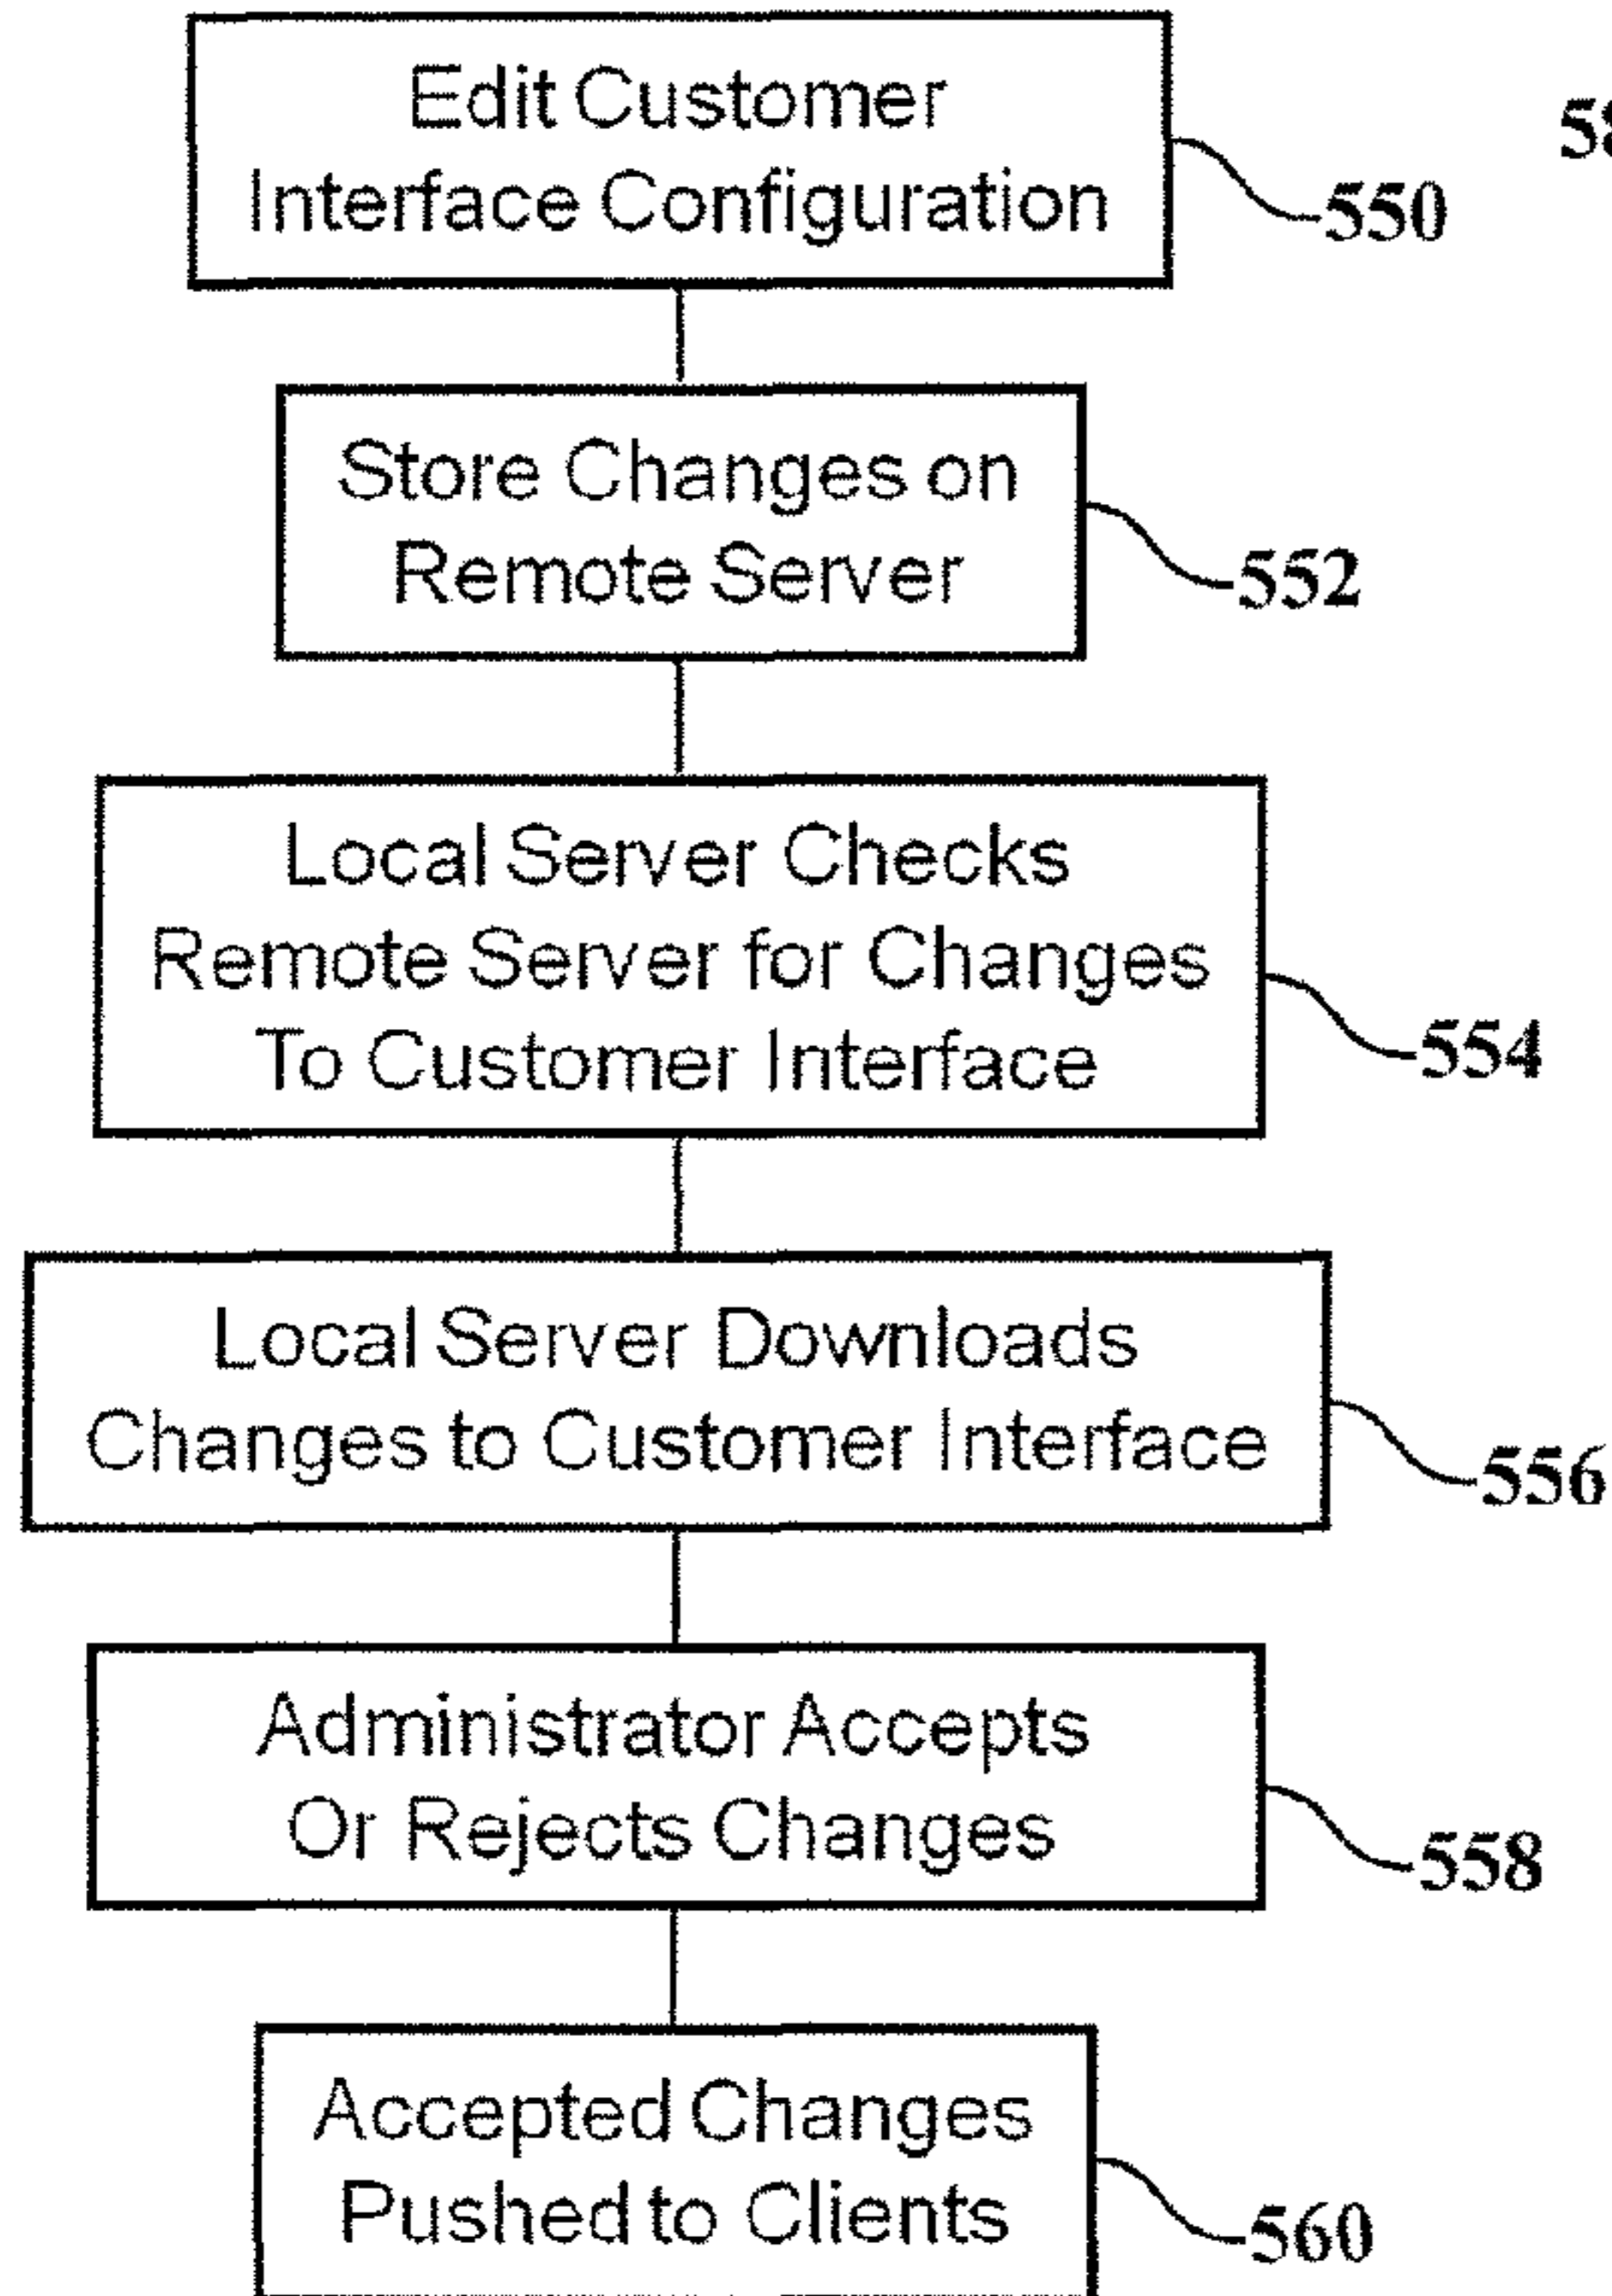 Edit Customer
Interface Configuration
550
Store Changes on
Remote Server
552
Local Server Checks
Remote Server for Changes
To Customer Interface
554
Local Server Downloads
Changes to Customer Interface
556
Administrator Accepts
Or Rejects Changes
558
Accepted Changes
Pushed to Clients
560